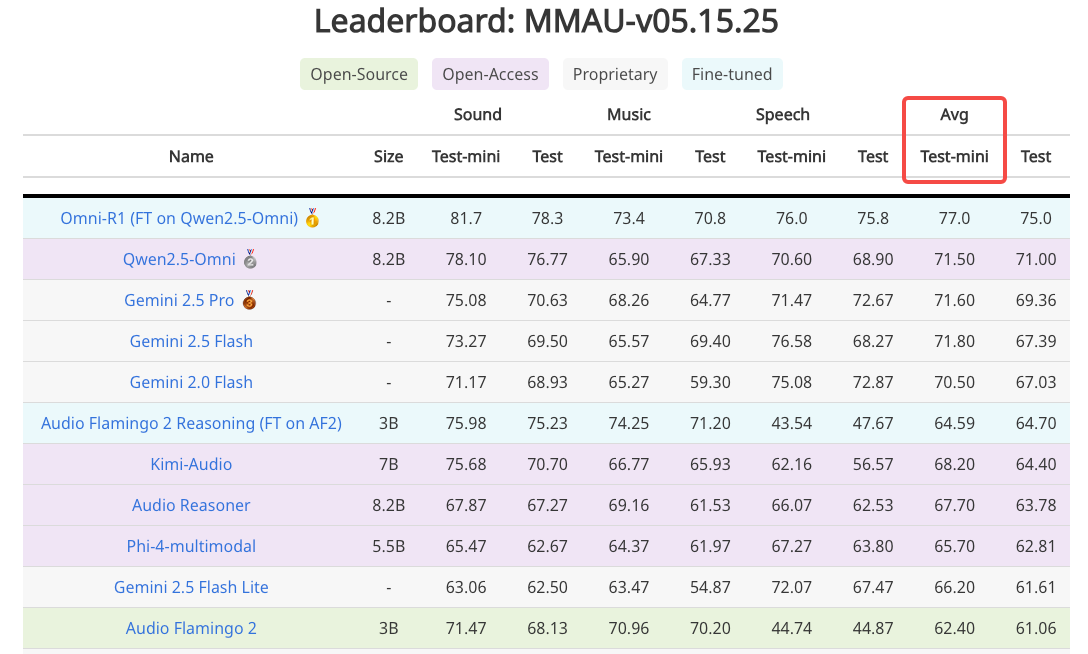 Leaderboard: MMAU-v05.15.25
Open-Source Open-Access Proprietary Fine-tuned
Sound Music Speech Avg
Name Size Test-mini Test Test-mini Test Test-mini Test Test-mini Test
Omni-R1 (FT on Qwen2.5-Omni) 🥇 8.2B 81.7 78.3 73.4 70.8 76.0 75.8 77.0 75.0
Qwen2.5-Omni 🥈 8.2B 78.10 76.77 65.90 67.33 70.60 68.90 71.50 71.00
Gemini 2.5 Pro 🥉 - 75.08 70.63 68.26 64.77 71.47 72.67 71.60 69.36
Gemini 2.5 Flash - 73.27 69.50 65.57 69.40 76.58 68.27 71.80 67.39
Gemini 2.0 Flash - 71.17 68.93 65.27 59.30 75.08 72.87 70.50 67.03
Audio Flamingo 2 Reasoning (FT on AF2) 3B 75.98 75.23 74.25 71.20 43.54 47.67 64.59 64.70
Kimi-Audio 7B 75.68 70.70 66.77 65.93 62.16 56.57 68.20 64.40
Audio Reasoner 8.2B 67.87 67.27 69.16 61.53 66.07 62.53 67.70 63.78
Phi-4-multimodal 5.5B 65.47 62.67 64.37 61.97 67.27 63.80 65.70 62.81
Gemini 2.5 Flash Lite - 63.06 62.50 63.47 54.87 72.07 67.47 66.20 61.61
Audio Flamingo 2 3B 71.47 68.13 70.96 70.20 44.74 44.87 62.40 61.06